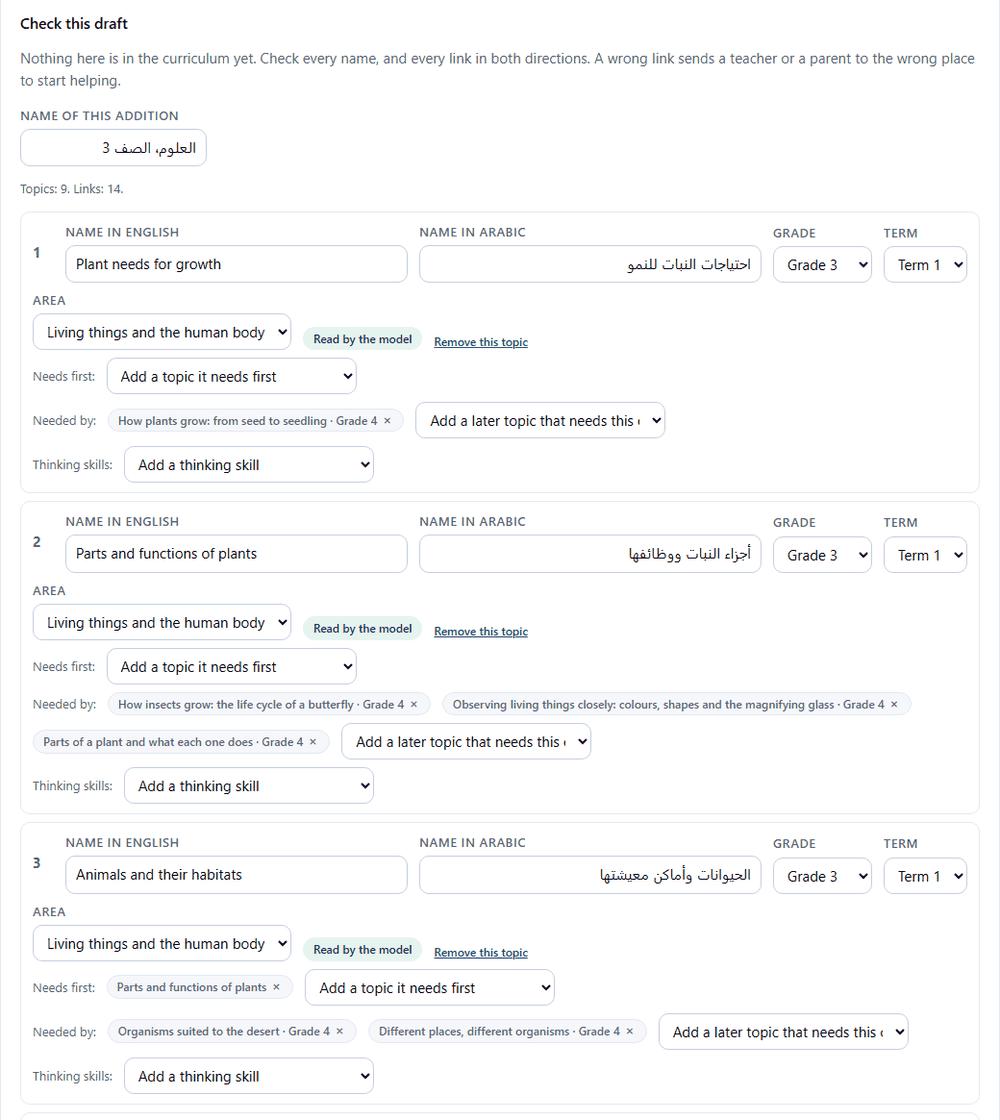 Check this draft
Nothing here is in the curriculum yet. Check every name, and every link in both directions. A wrong link sends a teacher or a parent to the wrong place
to start helping.
NAME OF THIS ADDITION
العلوم، الصف 3
Topics: 9. Links: 14.
NAME IN ENGLISH NAME IN ARABIC GRADE TERM
1 Plant needs for growth احتياجات النبات للنمو Grade 3 Term 1
AREA
Living things and the human body Read by the model Remove this topic
Needs first: Add a topic it needs first
Needed by: How plants grow: from seed to seedling · Grade 4 × Add a later topic that needs this
Thinking skills: Add a thinking skill
NAME IN ENGLISH NAME IN ARABIC GRADE TERM
2 Parts and functions of plants أجزاء النبات ووظائفها Grade 3 Term 1
AREA
Living things and the human body Read by the model Remove this topic
Needs first: Add a topic it needs first
Needed by: How insects grow: the life cycle of a butterfly · Grade 4 × Observing living things closely: colours, shapes and the magnifying glass · Grade 4 ×
Parts of a plant and what each one does · Grade 4 × Add a later topic that needs this
Thinking skills: Add a thinking skill
NAME IN ENGLISH NAME IN ARABIC GRADE TERM
3 Animals and their habitats الحيوانات وأماكن معيشتها Grade 3 Term 1
AREA
Living things and the human body Read by the model Remove this topic
Needs first: Parts and functions of plants × Add a topic it needs first
Needed by: Organisms suited to the desert · Grade 4 × Different places, different organisms · Grade 4 × Add a later topic that needs this
Thinking skills: Add a thinking skill